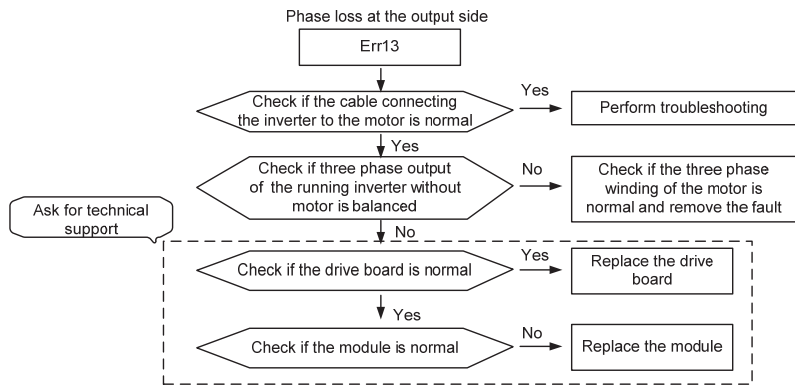 Phase loss at the output side
Err13
Check if the cable connecting
the inverter to the motor is normal
Yes
Perform troubleshooting
Yes
Check if three phase output
of the running inverter without
motor is balanced
No
Check if the three phase
winding of the motor is
normal and remove the fault
Ask for technical
support
No
Check if the drive board is normal
Yes
Replace the drive
board
Yes
Check if the module is normal
No
Replace the module